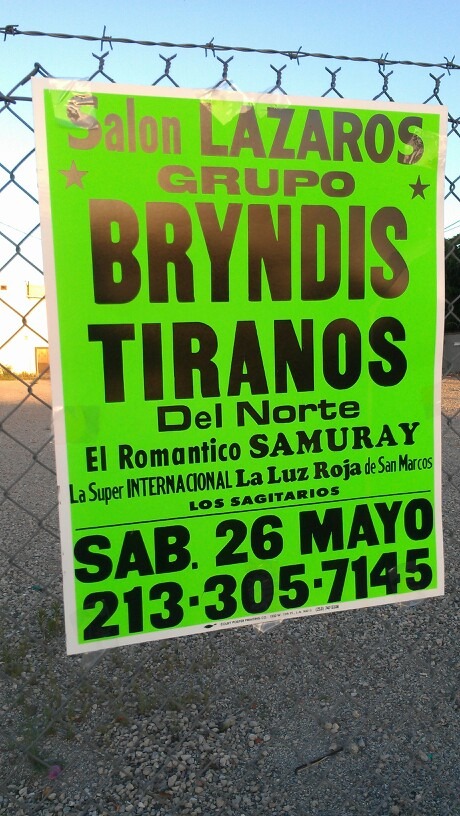 Salon LAZAROS
GRUPO
BRYNDIS
TIRANOS
Del Norte
El Romantico SAMURAY
La Super INTERNACIONAL La Luz Roja de San Marcos
LOS SAGITARIOS
SAB. 26 MAYO
213-305-7145